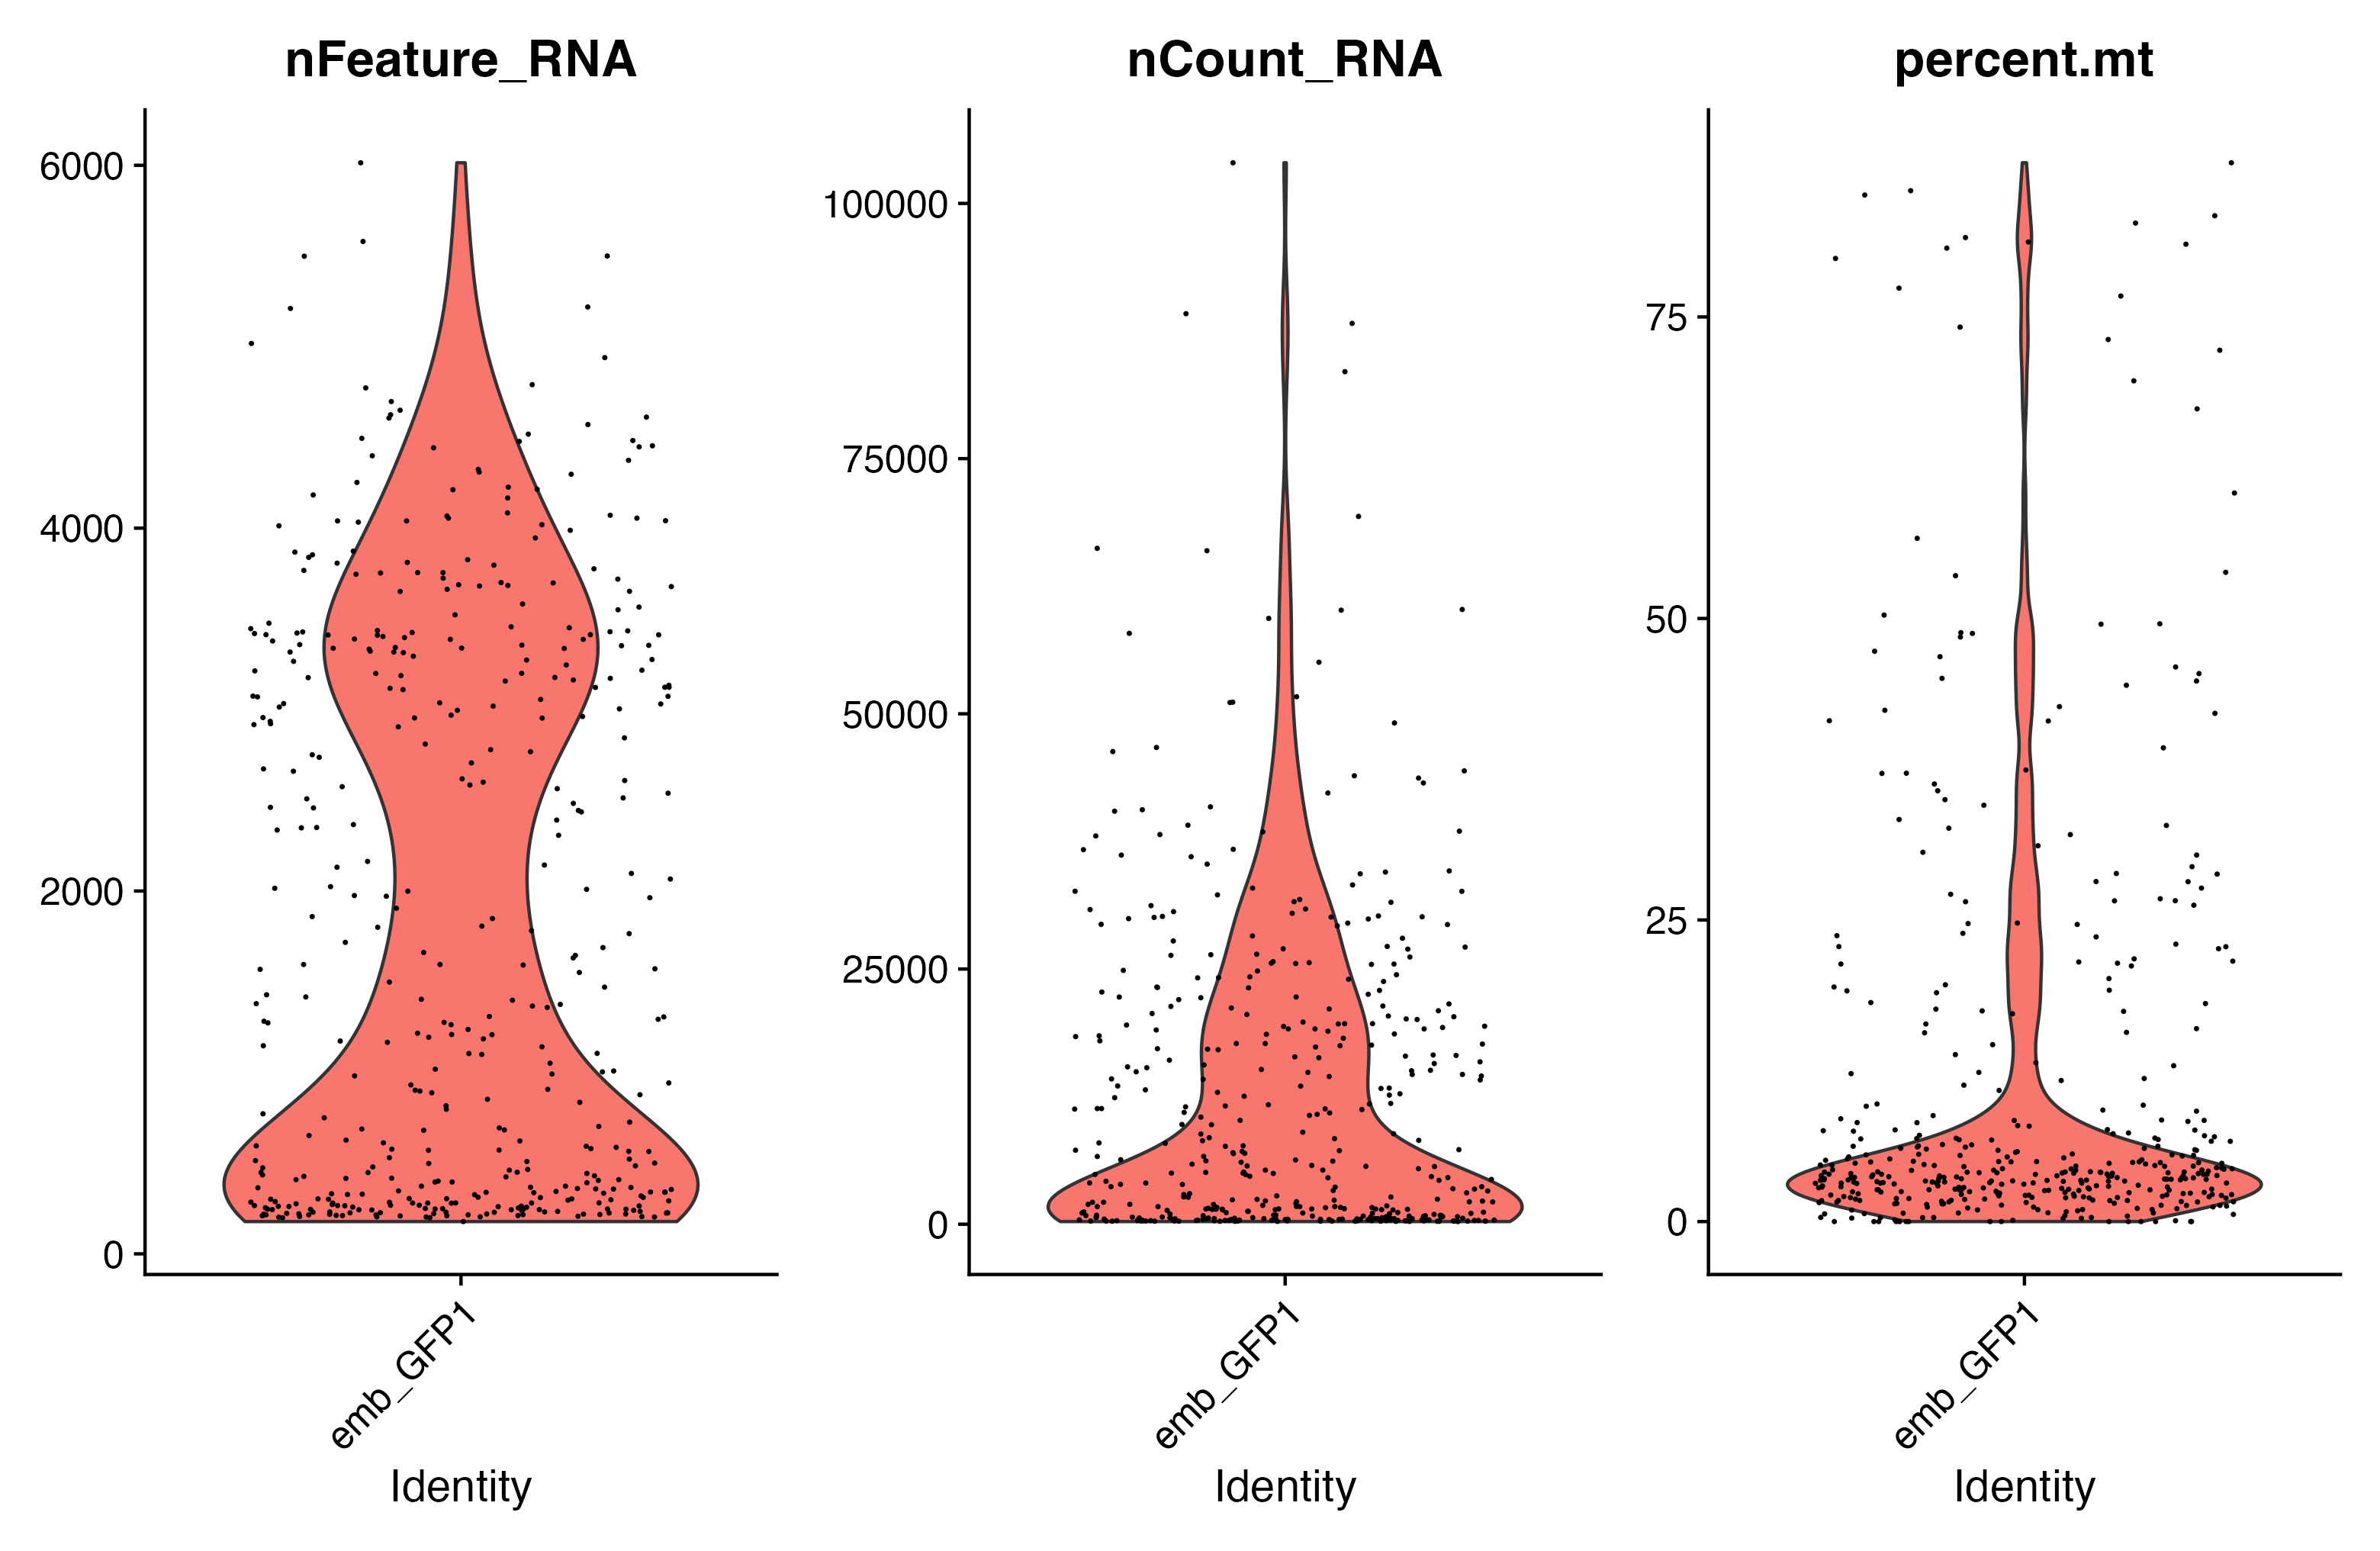 nFeature_RNA
6000
4000
2000
0
emb_GFP1
Identity
nCount_RNA
100000
75000
50000
25000
0
emb_GFP1
Identity
percent.mt
75
50
25
0
emb_GFP1
Identity